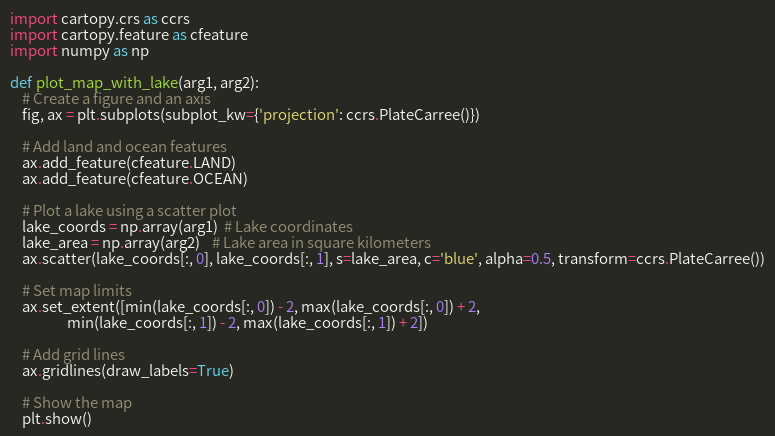 import cartopy.crs as ccrs
import cartopy.feature as cfeature
import numpy as np

def plot_map_with_lake(arg1, arg2):
    # Create a figure and an axis
    fig, ax = plt.subplots(subplot_kw={'projection': ccrs.PlateCarree()})

    # Add land and ocean features
    ax.add_feature(cfeature.LAND)
    ax.add_feature(cfeature.OCEAN)

    # Plot a lake using a scatter plot
    lake_coords = np.array(arg1)  # Lake coordinates
    lake_area = np.array(arg2)    # Lake area in square kilometers
    ax.scatter(lake_coords[:, 0], lake_coords[:, 1], s=lake_area, c='blue', alpha=0.5, transform=ccrs.PlateCarree())

    # Set map limits
    ax.set_extent([min(lake_coords[:, 0]) - 2, max(lake_coords[:, 0]) + 2,
                   min(lake_coords[:, 1]) - 2, max(lake_coords[:, 1]) + 2])

    # Add grid lines
    ax.gridlines(draw_labels=True)

    # Show the map
    plt.show()